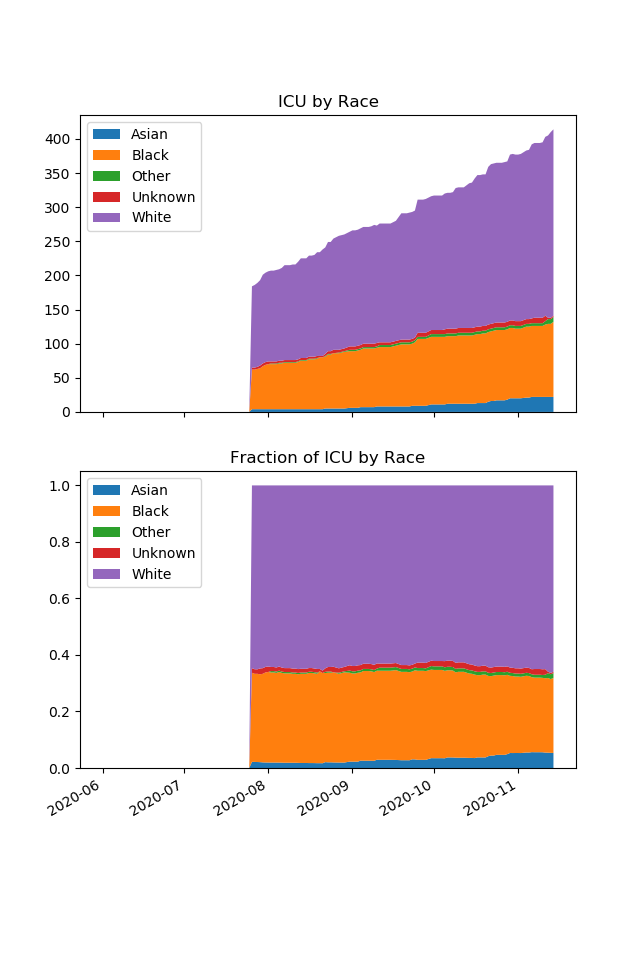 ICU by Race
Asian
Black
Other
Unknown
White
400
350
300
250
200
150
100
50
0
Fraction of ICU by Race
Asian
Black
Other
Unknown
White
1.0
0.8
0.6
0.4
0.2
0.0
2020-06
2020-07
2020-08
2020-09
2020-10
2020-11